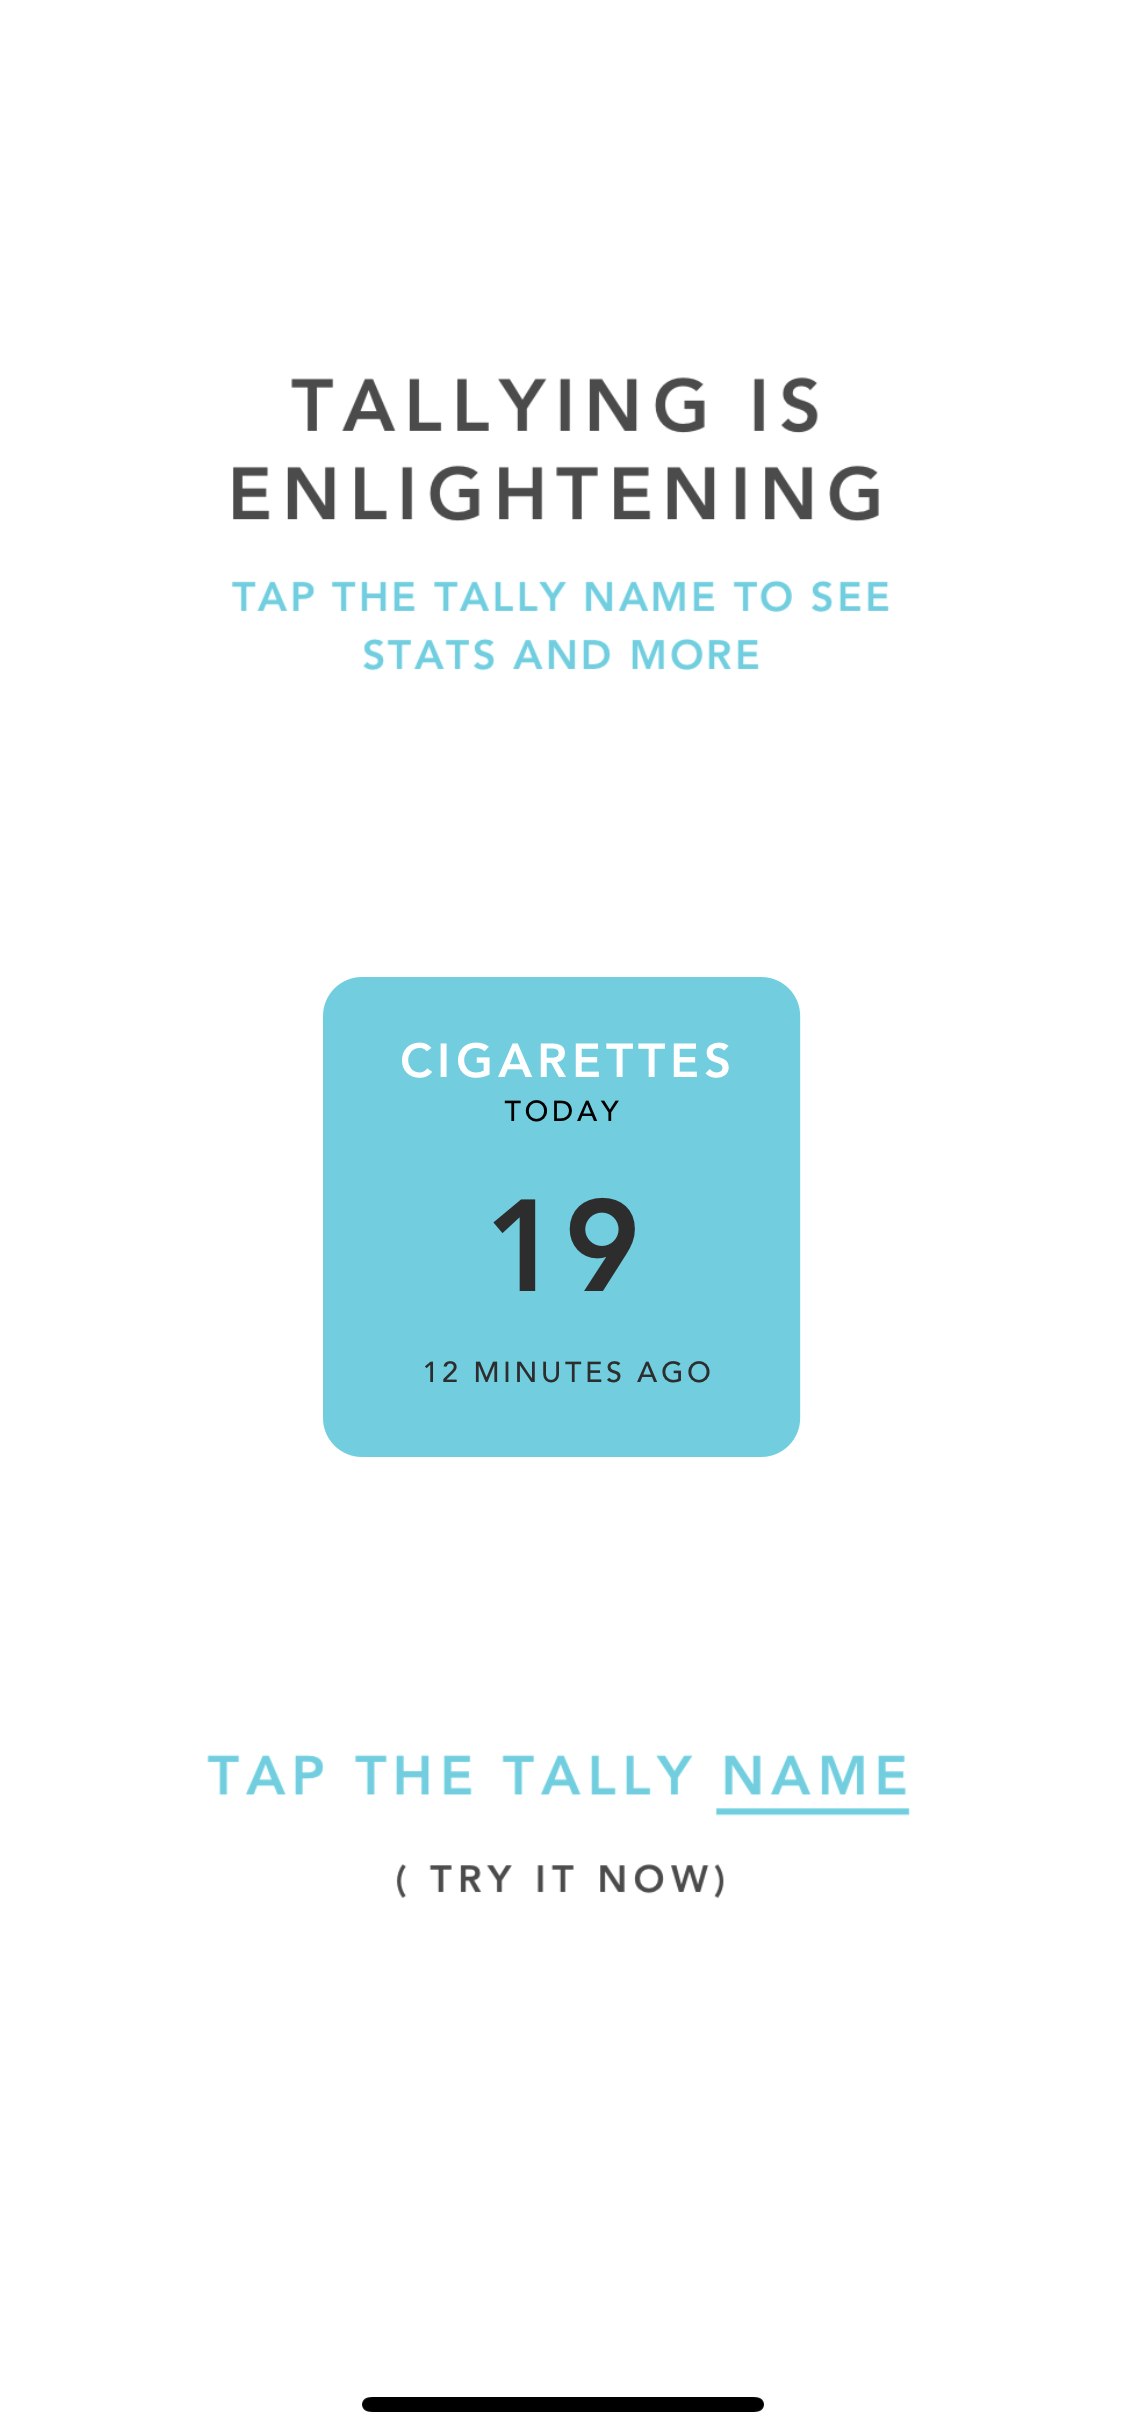 TALLYING IS
ENLIGHTENING
TAP THE TALLY NAME TO SEE
STATS AND MORE
CIGARETTES
TODAY
19
12 MINUTES AGO
TAP THE TALLY NAME
( TRY IT NOW)